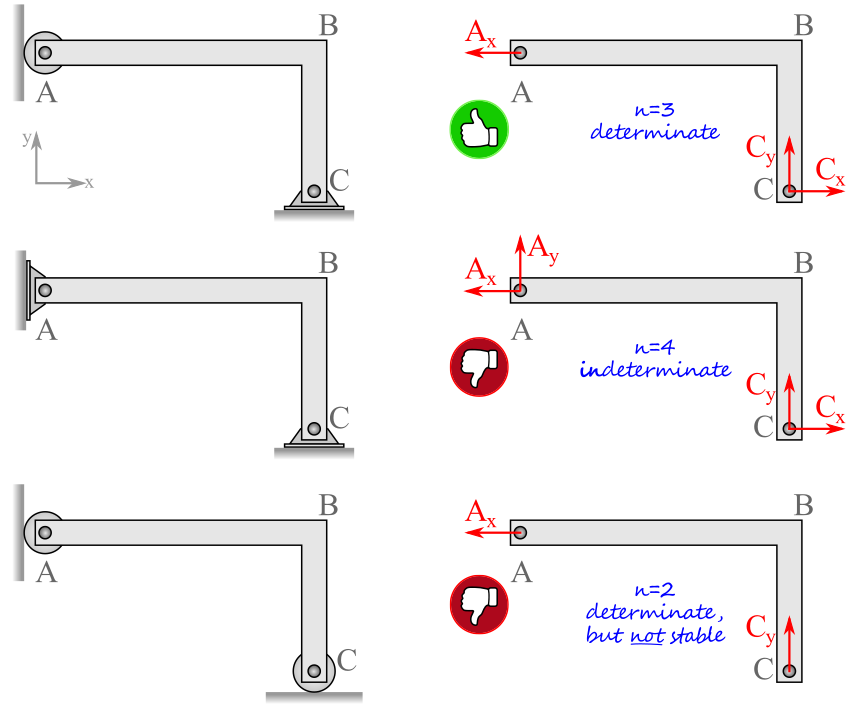 B
A
C
y
x
A_x
B
A
n=3
determinate
C_y
C
C_x
B
A
C
A_y
A_x
B
A
n=4
indeterminate
C_y
C
C_x
B
A
C
A_x
B
A
n=2
determinate,
but not stable
C_y
C